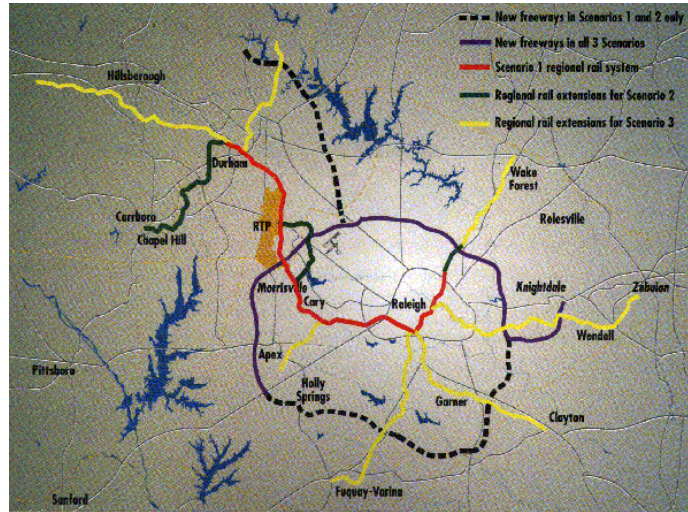 New freeways in Scenarios 1 and 2 only
New freeways in all 3 Scenarios
Scenario 1 regional rail system
Regional rail extensions for Scenario 2
Regional rail extensions for Scenario 3
Hillsborough
Durham
Wake
Forest
Rolesville
Carrboro
Chapel Hill
RTP
Morrisville
Cary
Raleigh
Knightdale
Zebulon
Wendell
Apex
Pittsboro
Holly
Springs
Garner
Clayton
Fuquay-Varina
Sanford